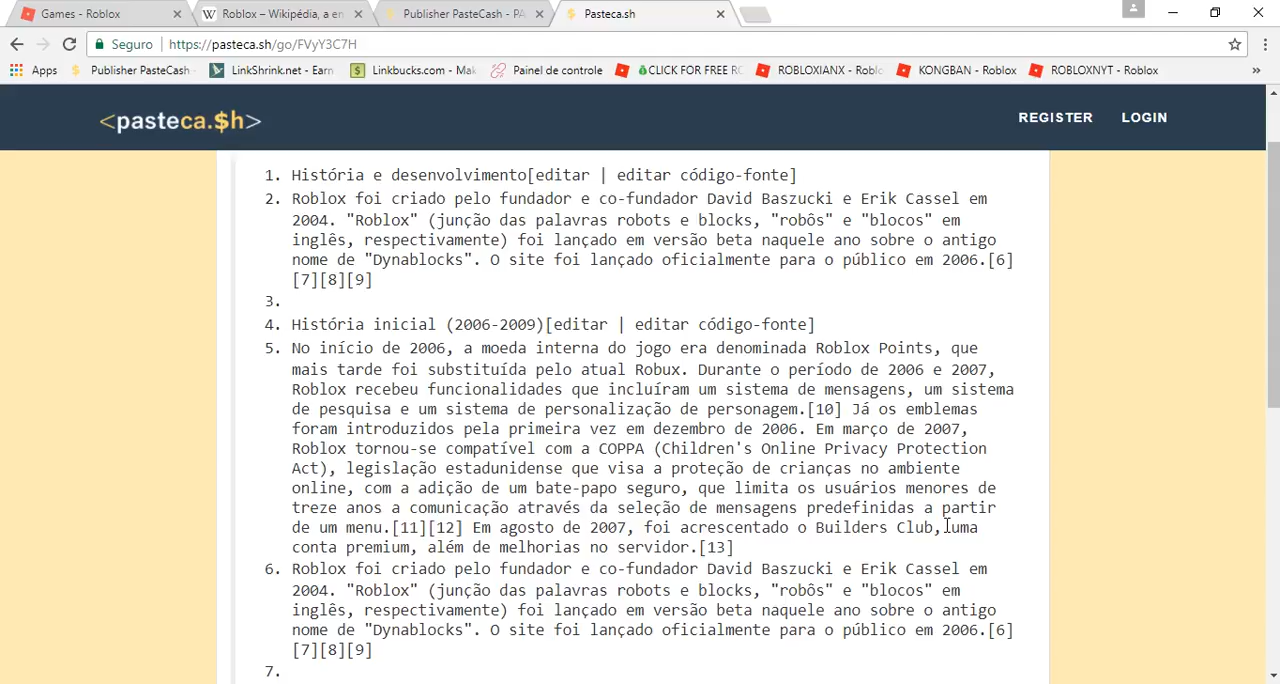 Games - Roblox
Roblox – Wikipédia, a en
Publisher PasteCash - PA
Pasteca.sh
Seguro
https://pasteca.sh/go/FVyY3C7H
Apps
Publisher PasteCash
LinkShrink.net - Earn
Linkbucks.com - Mak
Painel de controle
CLICK FOR FREE RO
ROBLOXIANX - Roblo
KONGBAN - Roblox
ROBLOXNYT - Roblox
»
<pasteca.$h>
REGISTER
LOGIN
1. História e desenvolvimento[editar | editar código-fonte]
2. Roblox foi criado pelo fundador e co-fundador David Baszucki e Erik Cassel em
2004. "Roblox" (junção das palavras robots e blocks, "robôs" e "blocos" em
inglês, respectivamente) foi lançado em versão beta naquele ano sobre o antigo
nome de "Dynablocks". O site foi lançado oficialmente para o público em 2006.[6]
[7][8][9]
3.
4. História inicial (2006-2009)[editar | editar código-fonte]
5. No início de 2006, a moeda interna do jogo era denominada Roblox Points, que
mais tarde foi substituída pelo atual Robux. Durante o período de 2006 e 2007,
Roblox recebeu funcionalidades que incluíram um sistema de mensagens, um sistema
de pesquisa e um sistema de personalização de personagem.[10] Já os emblemas
foram introduzidos pela primeira vez em dezembro de 2006. Em março de 2007,
Roblox tornou-se compatível com a COPPA (Children's Online Privacy Protection
Act), legislação estadunidense que visa a proteção de crianças no ambiente
online, com a adição de um bate-papo seguro, que limita os usuários menores de
treze anos a comunicação através da seleção de mensagens predefinidas a partir
de um menu.[11][12] Em agosto de 2007, foi acrescentado o Builders Club, uma
conta premium, além de melhorias no servidor.[13]
6. Roblox foi criado pelo fundador e co-fundador David Baszucki e Erik Cassel em
2004. "Roblox" (junção das palavras robots e blocks, "robôs" e "blocos" em
inglês, respectivamente) foi lançado em versão beta naquele ano sobre o antigo
nome de "Dynablocks". O site foi lançado oficialmente para o público em 2006.[6]
[7][8][9]
7.